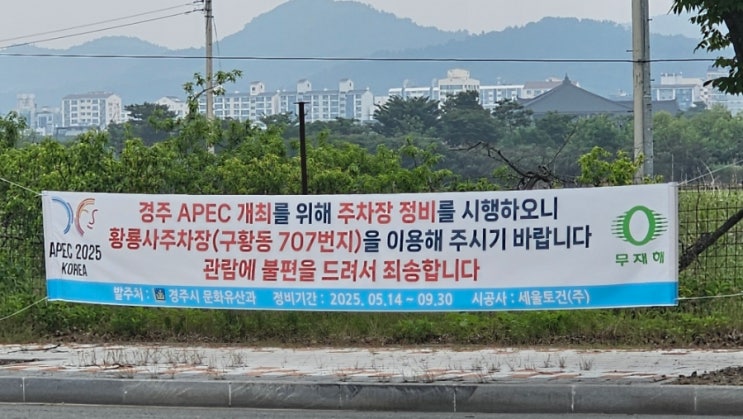 경주 APEC 개최를 위해 주차장 정비를 시행하오니
황룡사주차장(구황동 707번지)을 이용해 주시기 바랍니다
관람에 불편을 드려서 죄송합니다
APEC 2025
KOREA
무재해
발주처 : 경주시 문화유산과 정비기간 : 2025. 05.14 ~ 09.30 시공사 : 세울토건(주)